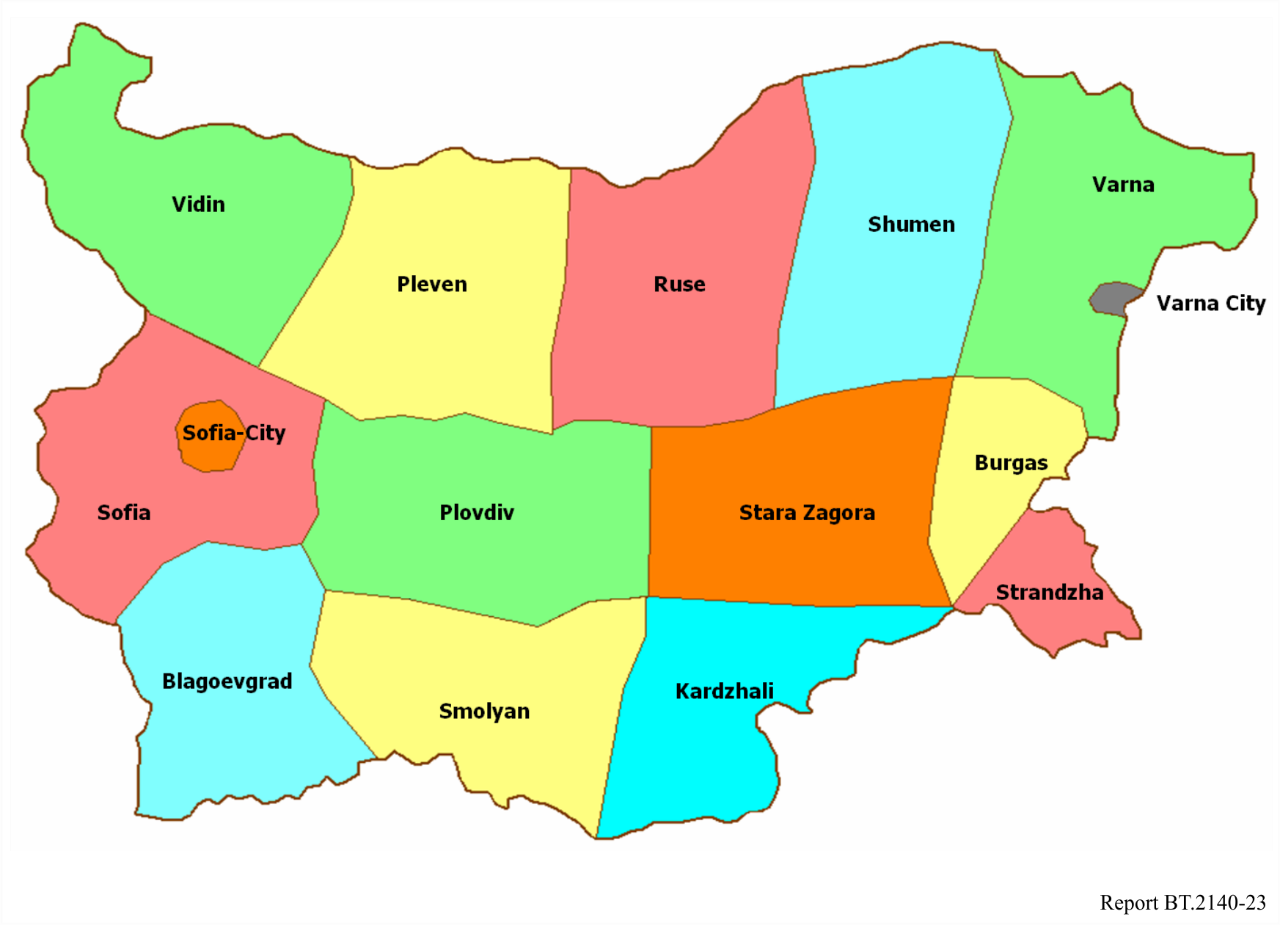 Vidin
Varna
Shumen
Pleven
Ruse
Varna City
Sofia-City
Burgas
Sofia
Plovdiv
Stara Zagora
Strandzha
Blagoevgrad
Kardzhali
Smolyan
Report BT.2140-23